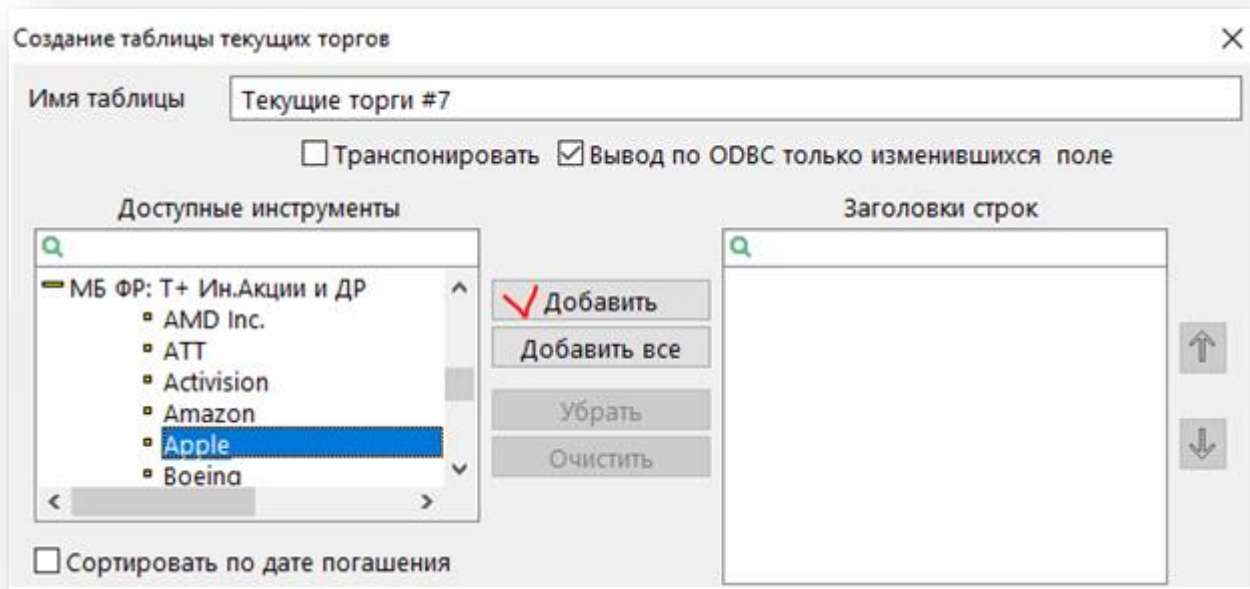 Создание таблицы текущих торгов
Имя таблицы Текущие торги #7
Транспонировать Вывод по ODBC только изменившихся поле
Доступные инструменты
Заголовки строк
МБ ФР: Т+ Ин.Акции и ДР
AMD Inc.
ATT
Activision
Amazon
Apple
Boeing
Добавить
Добавить все
Убрать
Очистить
Сортировать по дате погашения